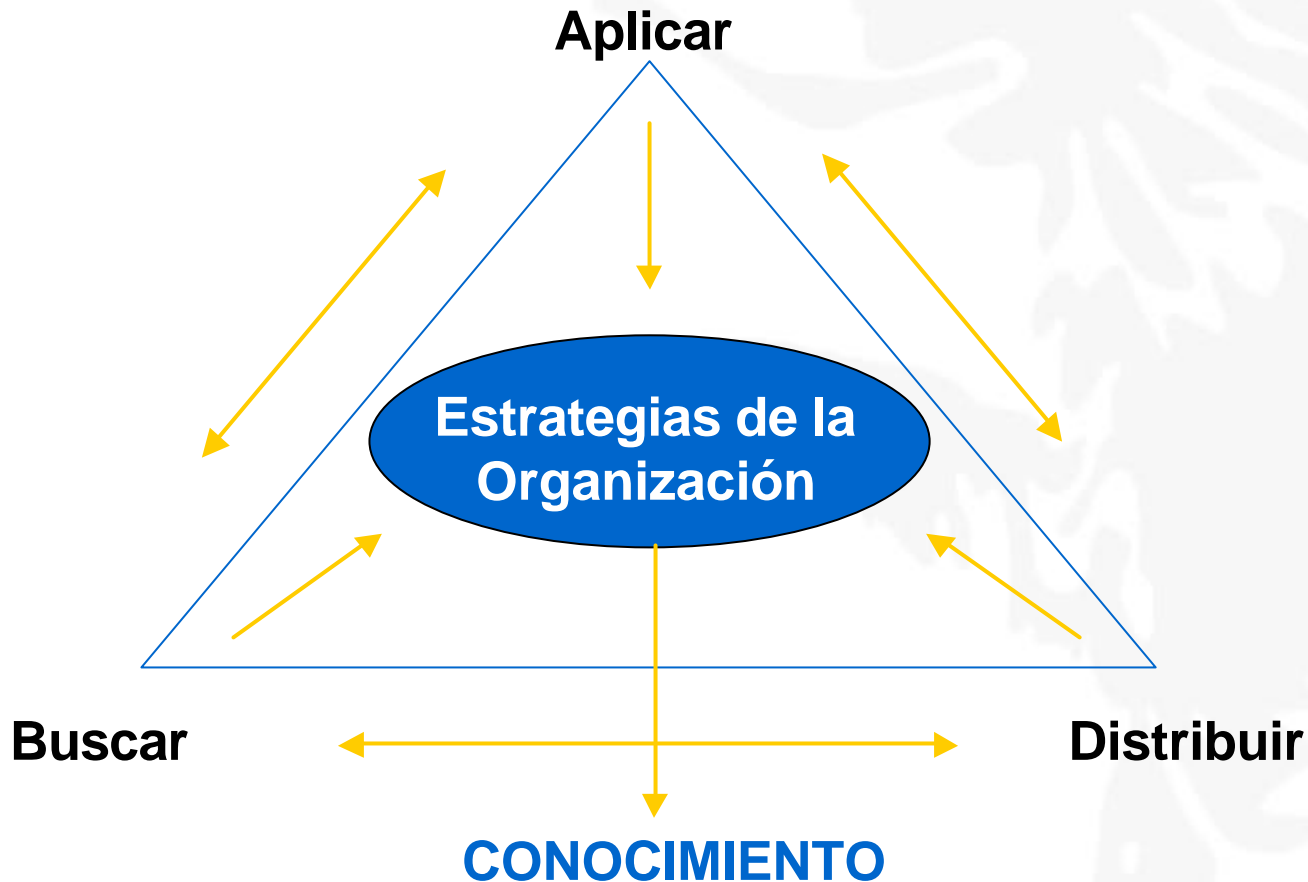 Aplicar
Estrategias de la
Organización
Buscar
Distribuir
CONOCIMIENTO